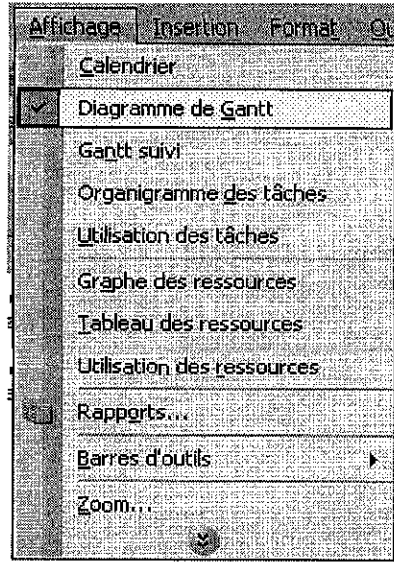 Affichage Insertion Format Ou
Calendrier
Diagramme de Gantt
Gantt suivi
Organigramme des tâches
Utilisation des tâches
Graphe des ressources
Tableau des ressources
Utilisation des ressources
Rapports...
Barres d'outils
Zoom...